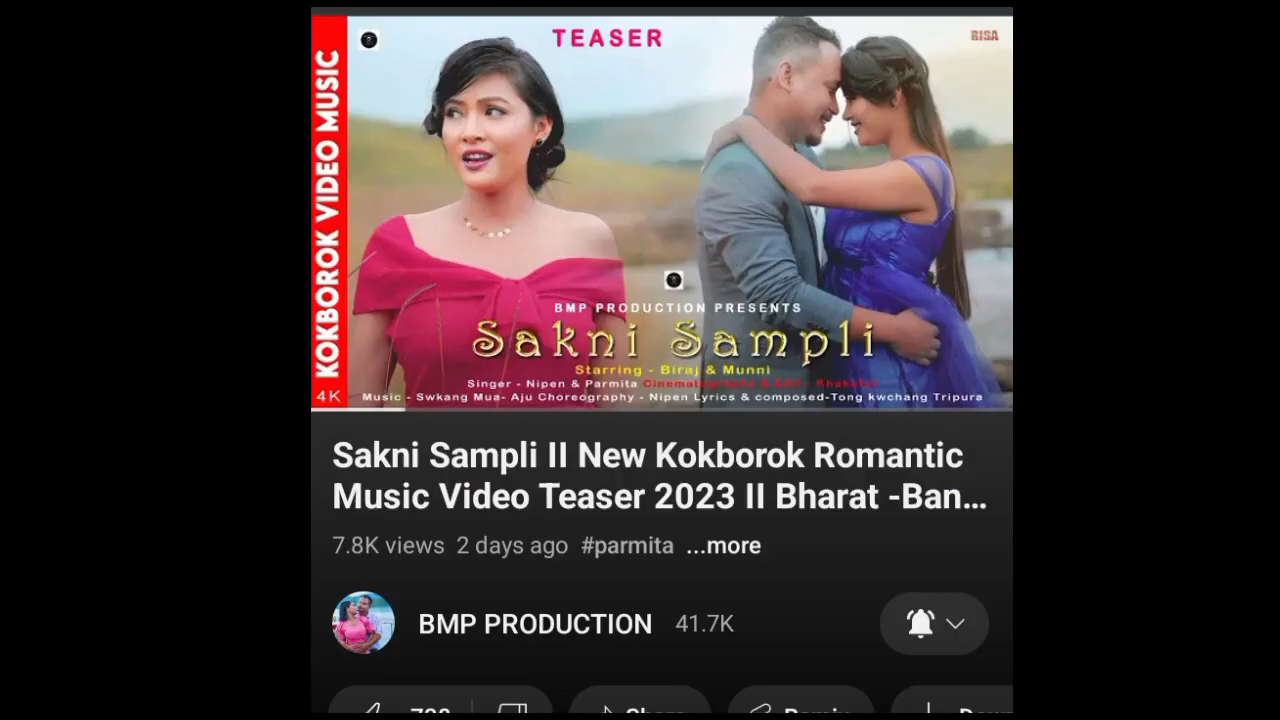 TEASER
RISA
KOKBOROK VIDEO MUSIC
4K
BMP PRODUCTION PRESENTS
Sakni Sampli
Starring - Biraj & Munni
Singer - Nipen & Parmita
Music - Swkang Mua- Aju Choreography - Nipen Lyrics & composed-Tong kwchang Tripura
Sakni Sampli II New Kokborok Romantic
Music Video Teaser 2023 II Bharat -Ban...
7.8K views 2 days ago #parmita ...more
BMP PRODUCTION 41.7K
Share
Remix